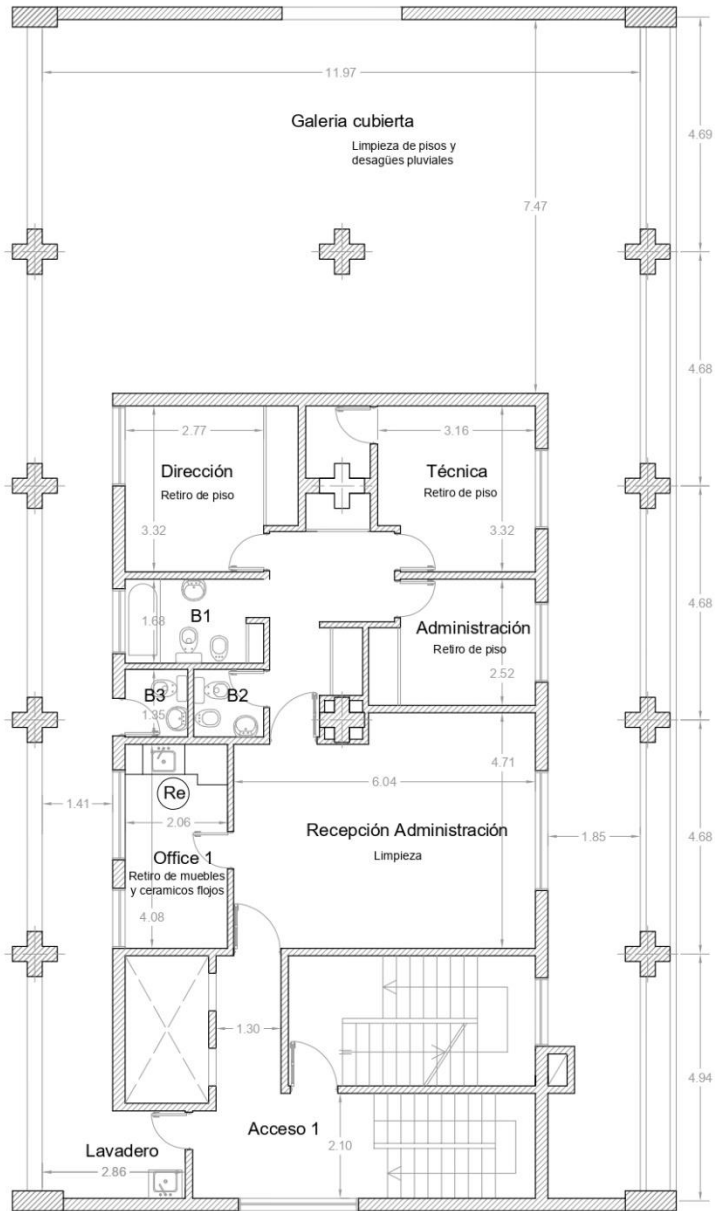 11.97
Galeria cubierta
Limpieza de pisos y
desagües pluviales
4.69
7.47
4.68
2.77
3.16
Dirección
Retiro de piso
Técnica
Retiro de piso
3.32
3.32
4.68
B1
1.68
Administración
Retiro de piso
2.52
B3
B2
1.35
4.71
6.04
Re
1.41
2.06
Recepción Administración
Limpieza
1.85
4.68
Office 1
Retiro de muebles
y ceramicos flojos
4.08
1.30
4.94
Acceso 1
2.10
Lavadero
2.86